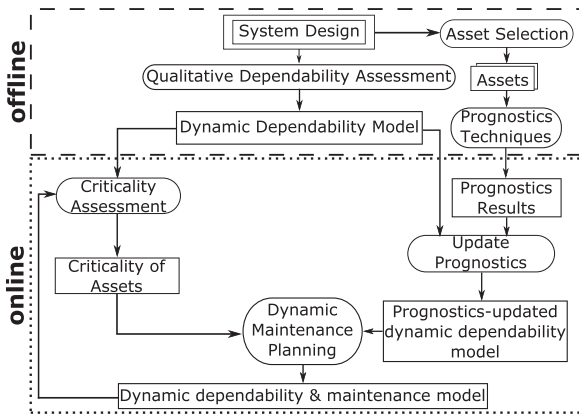 offline
System Design
Asset Selection
Qualitative Dependability Assessment
Assets
Dynamic Dependability Model
Prognostics
Techniques
online
Criticality
Assessment
Prognostics
Results
Update
Prognostics
Criticality of
Assets
Dynamic
Maintenance
Planning
Prognostics-updated
dynamic dependability
model
Dynamic dependability & maintenance model